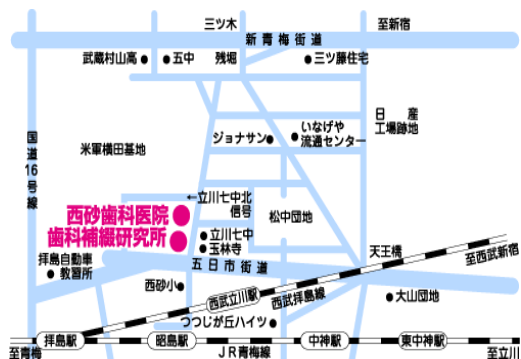 三ツ木
至新宿
新青梅街道
武蔵村山高
五中
残堀
三ツ藤住宅
日産
工場跡地
いなげや
流通センター
ジョナサン
国道16号線
米軍横田基地
←立川七中北
信号
西砂歯科医院
歯科補綴研究所
松中団地
立川七中
玉林寺
拝島自動車
教習所
五日市街道
天王橋
至西武新宿
西砂小
西武立川駅
西武拝島線
大山団地
つつじが丘ハイツ
拝島駅
昭島駅
中神駅
東中神駅
至青梅
JR青梅線
至立川